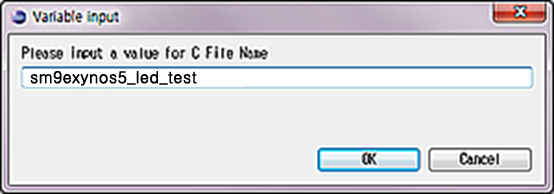 Variable input
Please input a value for C File Name
sm9exynos5_led_test
OK
Cancel